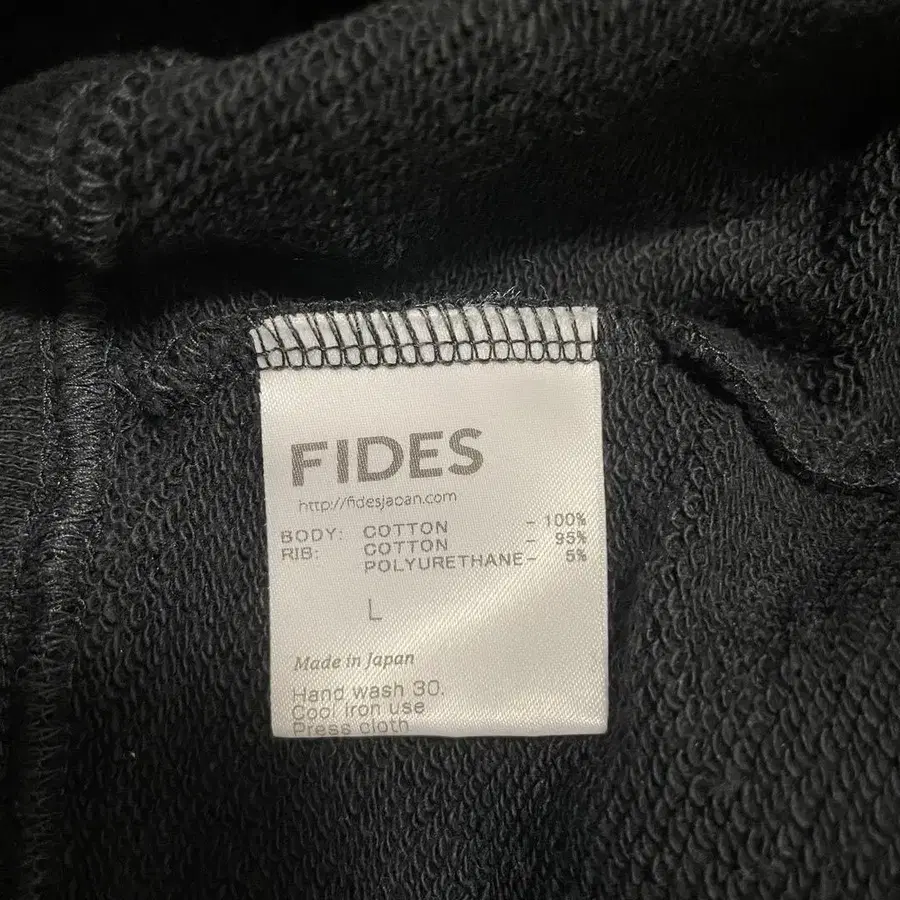 FIDES
http://fidesjapan.com
BODY: COTTON - 100%
RIB: COTTON - 95%
POLYURETHANE- 5%
L
Made in Japan
Hand wash 30.
Cool iron use
Press cloth